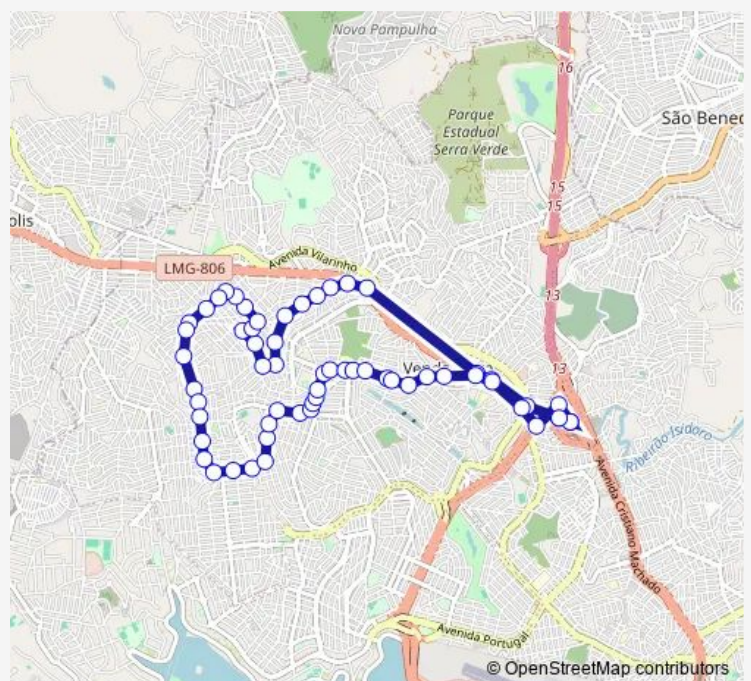 Nova Pampulha
16
Parque
Estadual
Serra Verde
São Bened
15
15
olis
Avenida Vilarinho
LMG-806
13
13
Ribeirão Isidoro
Avenida Cristiano Machado
Avenida Portugal
© OpenStreetMap contributors